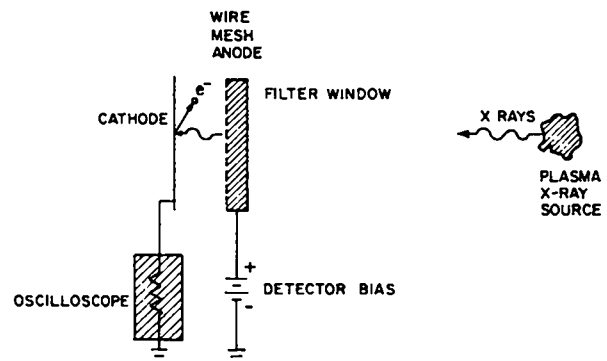 WIRE
MESH
ANODE
e⁻
FILTER WINDOW
CATHODE
X RAYS
PLASMA
X-RAY
SOURCE
+
DETECTOR BIAS
-
OSCILLOSCOPE